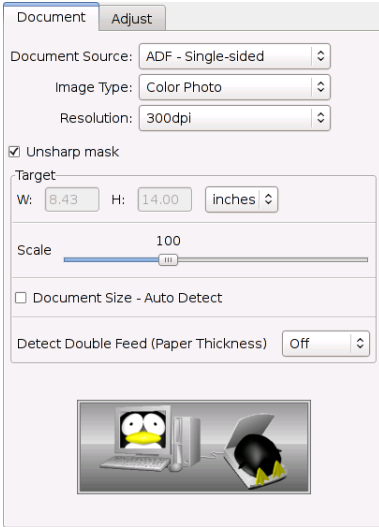 Document Adjust
Document Source: ADF - Single-sided
Image Type: Color Photo
Resolution: 300dpi
Unsharp mask
Target
W: 8.43 H: 14.00 inches
100
Scale
Document Size - Auto Detect
Detect Double Feed (Paper Thickness) Off